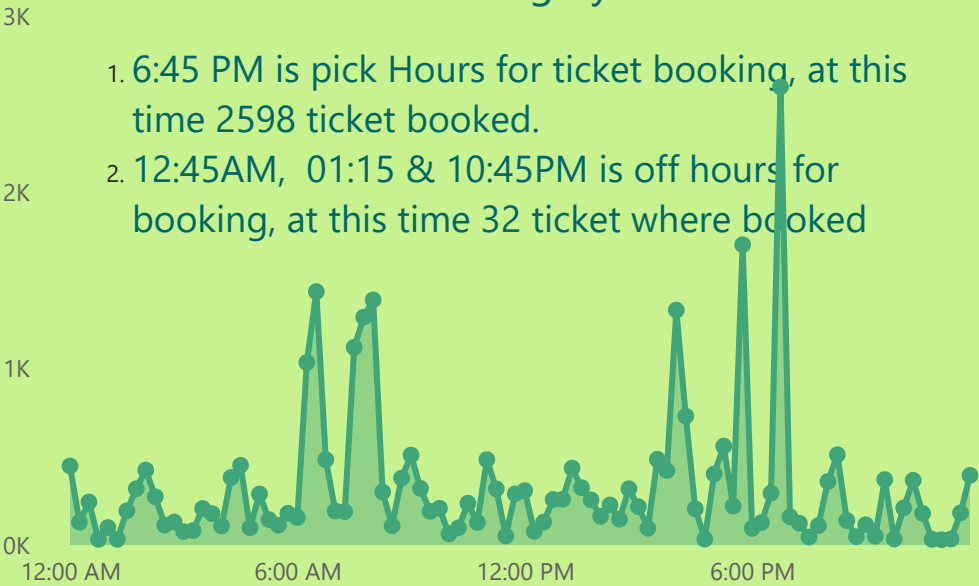 3K
1. 6:45 PM is pick Hours for ticket booking, at this
time 2598 ticket booked.
2. 12:45AM, 01:15 & 10:45PM is off hours for
booking, at this time 32 ticket where booked
2K
1K
0K
12:00 AM 6:00 AM 12:00 PM 6:00 PM